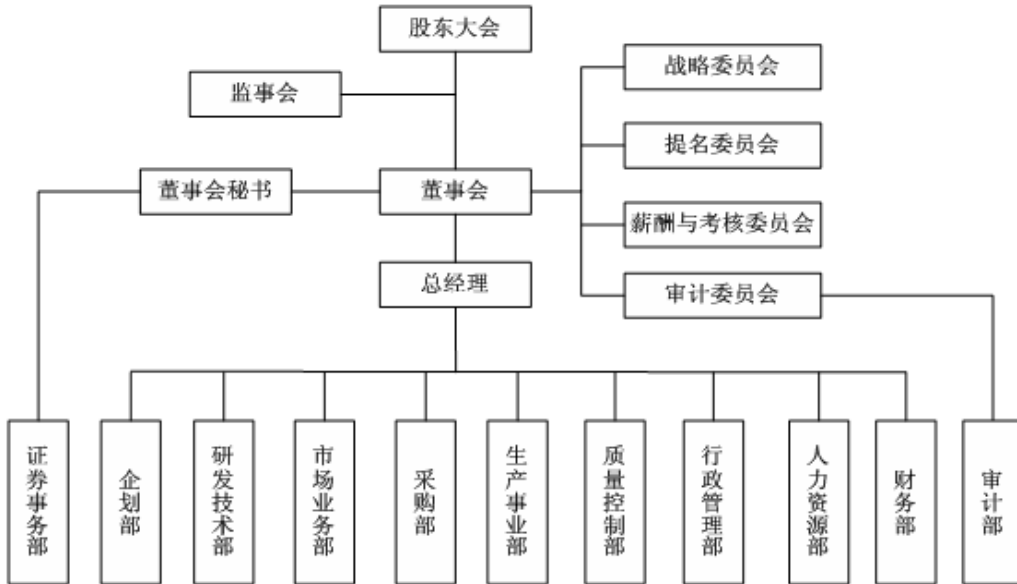 股东大会
战略委员会
监事会
提名委员会
董事会秘书
董事会
薪酬与考核委员会
总经理
审计委员会
证券事务部
企划部
研发技术部
市场业务部
采购部
生产事业部
质量控制部
行政管理部
人力资源部
财务部
审计部